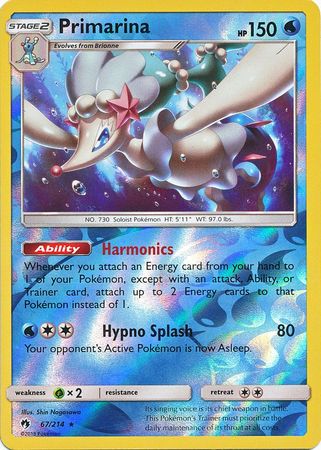 STAGE 2 Primarina HP 150
Evolves from Brionne
NO. 730 Soloist Pokémon HT: 5'11" WT: 97.0 lbs.
Ability Harmonics
Whenever you attach an Energy card from your hand to
1 of your Pokémon, except with an attack, Ability, or
Trainer card, attach up to 2 Energy cards to that
Pokémon instead of 1.
Hypno Splash 80
Your opponent's Active Pokémon is now Asleep.
weakness × 2 resistance retreat
Illus. Shin Nagasawa
67/214 ★
©2018 Pokémon
Its singing voice is its chief weapon in battle.
This Pokémon's Trainer must prioritize the
daily maintenance of its throat at all costs.